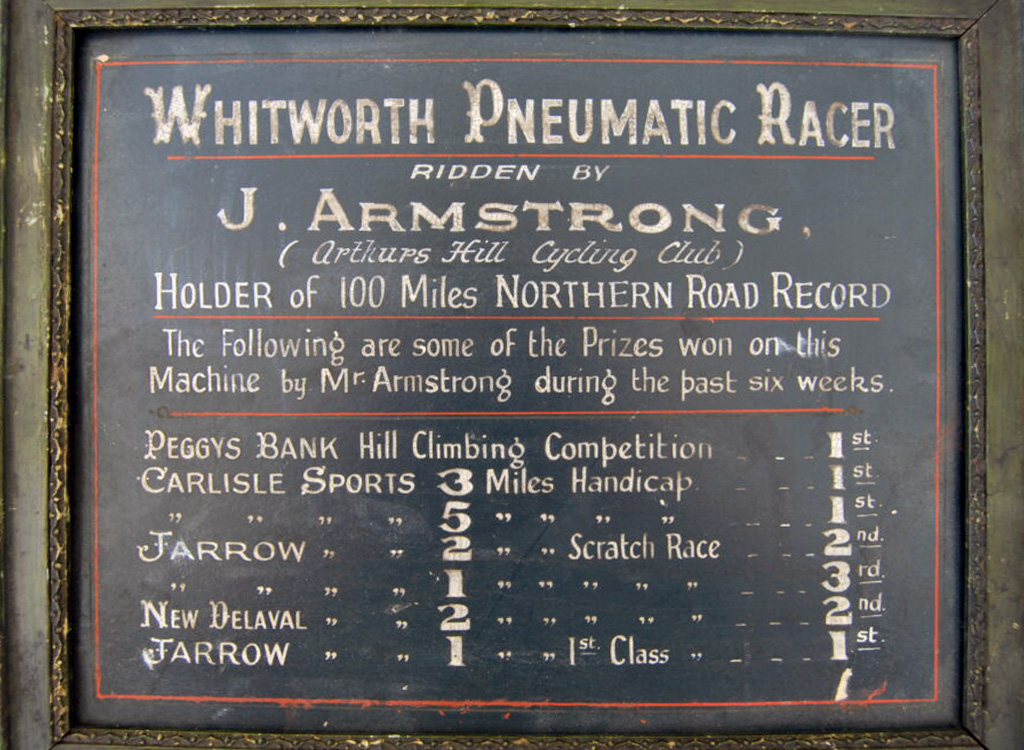 WHITWORTH PNEUMATIC RACER
RIDDEN BY
J. ARMSTRONG.
(Arthurs Hill Cycling Club)
HOLDER of 100 Miles NORTHERN ROAD RECORD
The Following are some of the Prizes won on this
Machine by Mr. Armstrong during the past six weeks.
PEGGYS BANK Hill Climbing Competition - - - 1st.
CARLISLE SPORTS 3 Miles Handicap. - - - 1st.
" " " " 5 " " " " - - - 1st.
JARROW " " 2 " " Scratch Race - - - 2nd.
" " " " 1 " " " " " - - - 3rd.
NEW DELAVAL " " 2 " " " " " - - - 2nd.
JARROW " " 1 " " 1st. Class " - - - 1st.